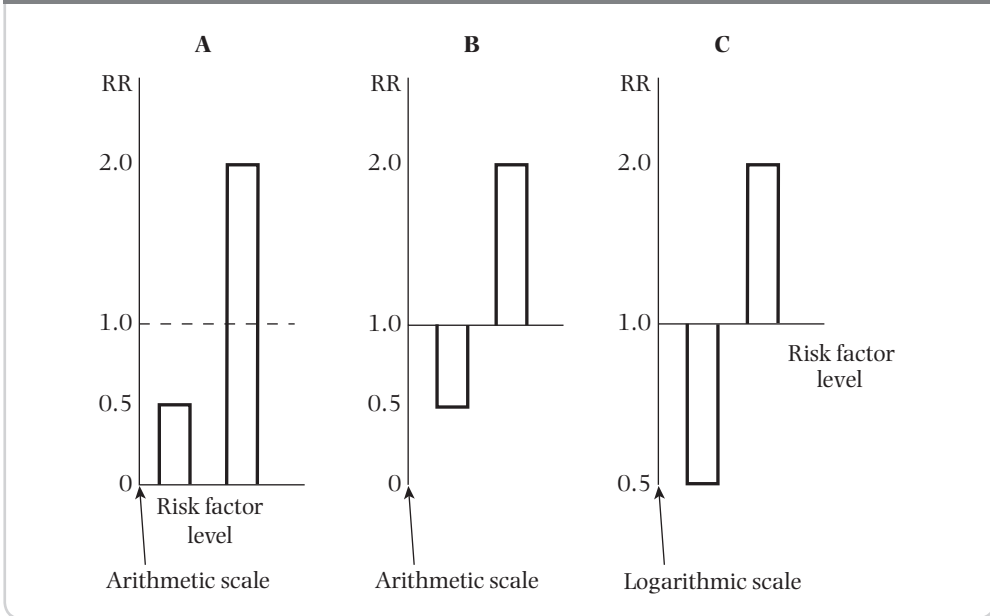 A
RR
2.0
1.0
0.5
0
Risk factor
level
Arithmetic scale
B
RR
2.0
1.0
0.5
0
Arithmetic scale
C
RR
2.0
1.0
Risk factor
level
0.5
Logarithmic scale